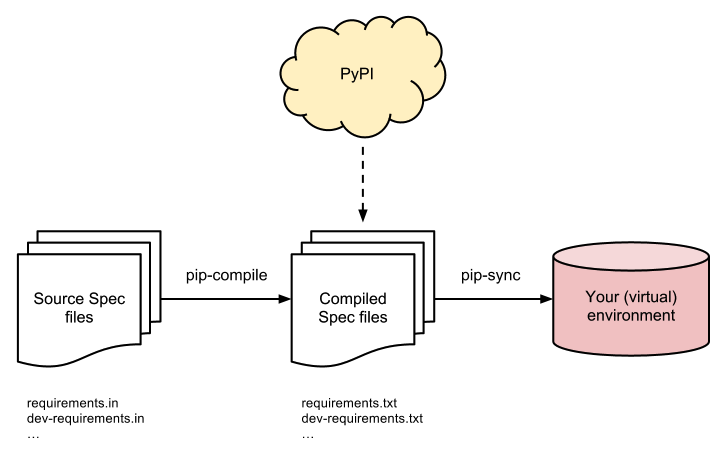 PyPI
pip-compile
pip-sync
Source Spec
files
Compiled
Spec files
Your (virtual)
environment
requirements.in
dev-requirements.in
...
requirements.txt
dev-requirements.txt
...